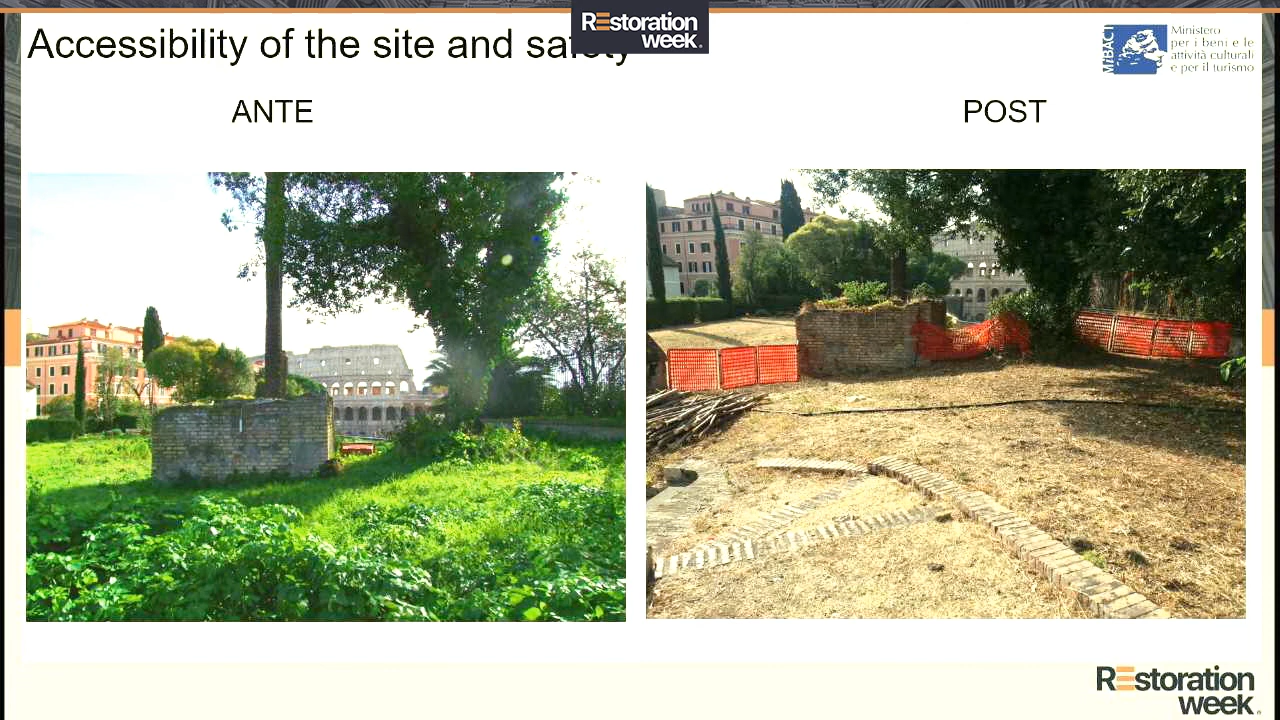 REstoration
week.
Accessibility of the site and safety
MiBACT
Ministero
per i beni e le
attività culturali
e per il turismo
ANTE
POST
REstoration
week.